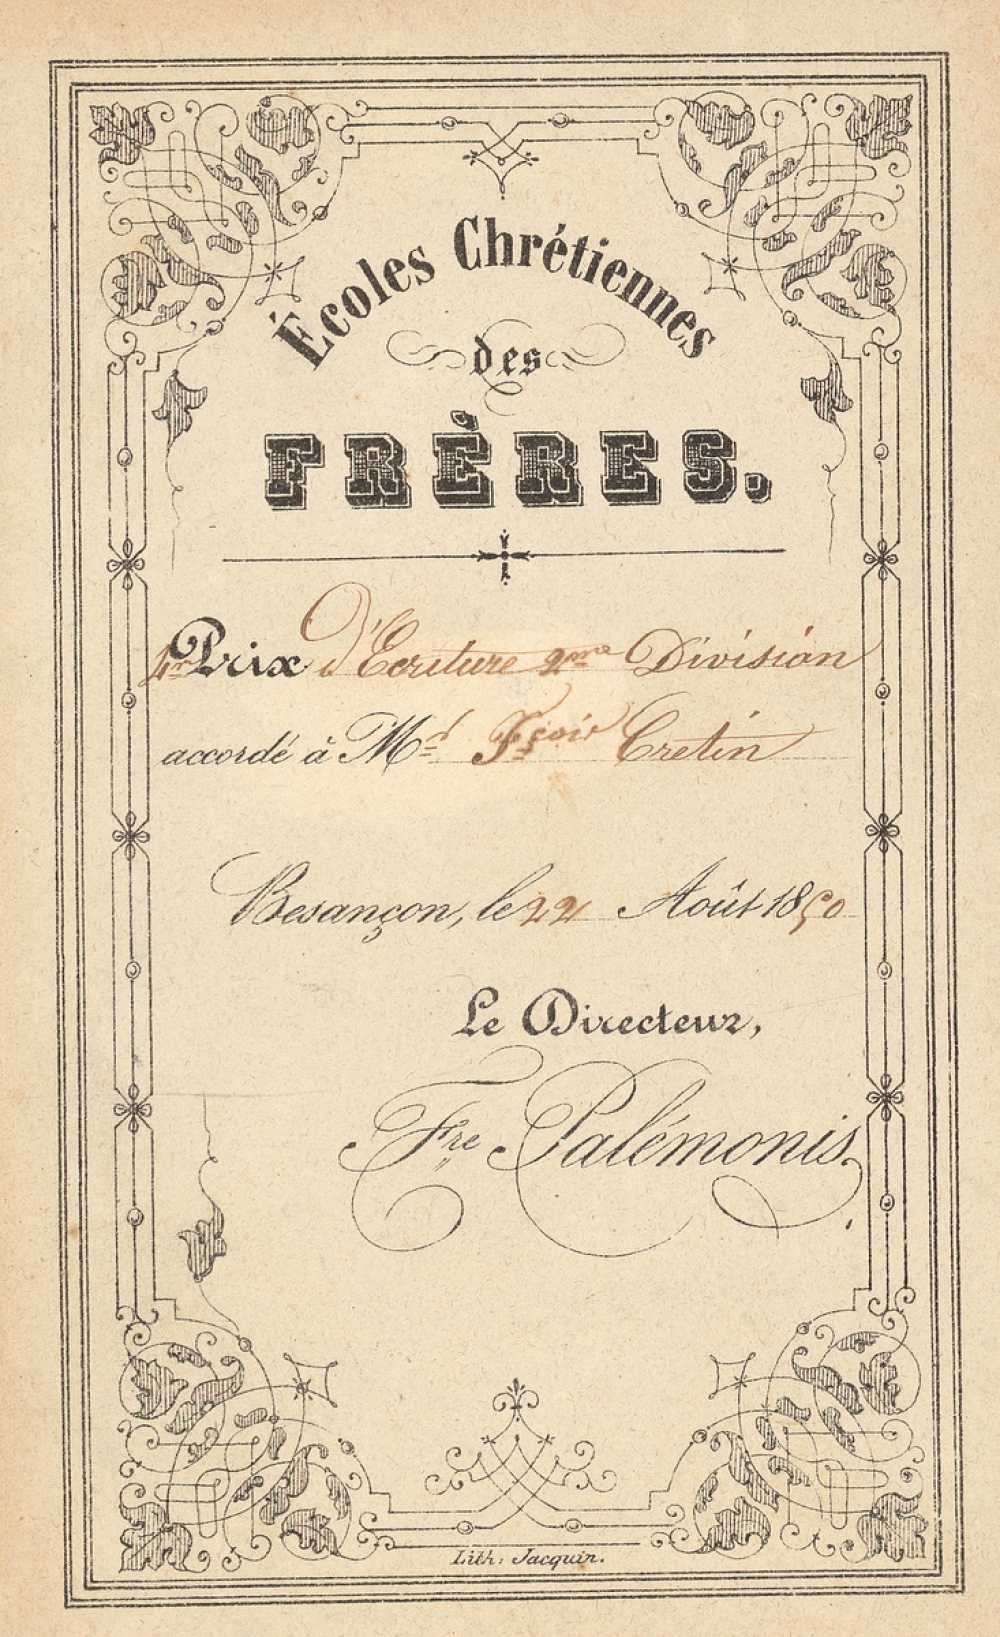 Écoles Chrétiennes
des
FRÈRES.
1er Prix d'Ecriture 2me Division
accordé à Mr Fçois Cretin
Besançon, le 22 Août 1850
Le Directeur,
Fre Palémonis.
Lith: Jacquin.